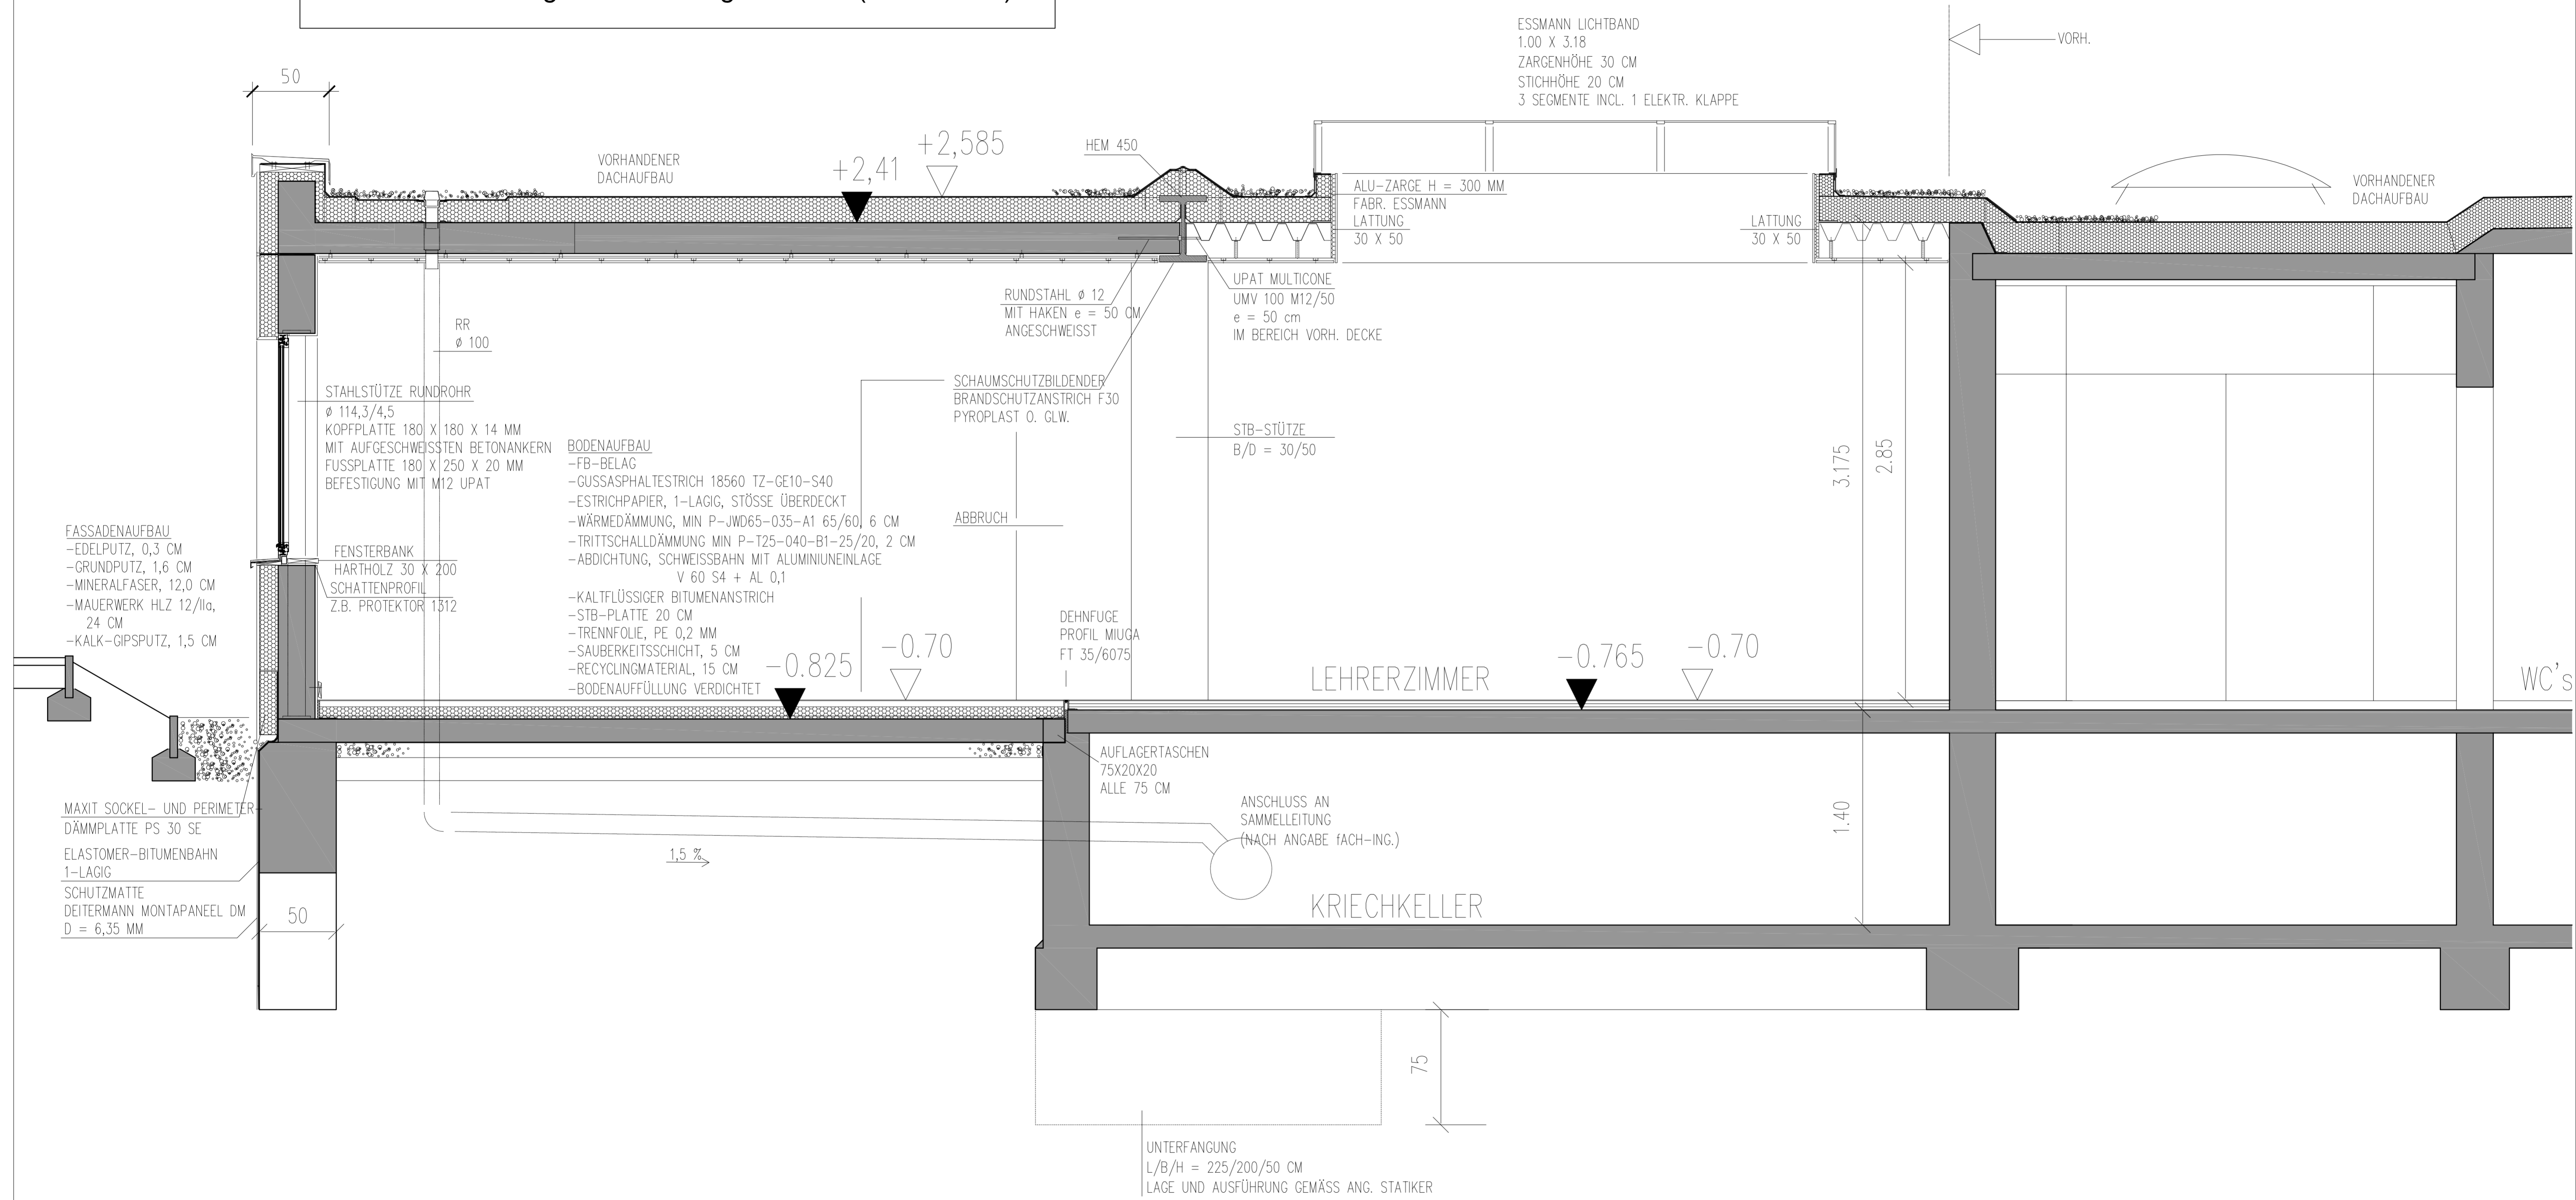 ESSMANN LICHTBAND
1.00 X 3.18
ZARGENHÖHE 30 CM
STICHHÖHE 20 CM
3 SEGMENTE INCL. 1 ELEKTR. KLAPPE
VORH.
50
VORHANDENER
DACHAUFBAU
+2,41
+2,585
HEM 450
ALU-ZARGE H = 300 MM
FABR. ESSMANN
LATTUNG
30 X 50
LATTUNG
30 X 50
VORHANDENER
DACHAUFBAU
RUNDSTAHL ø 12
MIT HAKEN e = 50 CM
ANGESCHWEISST
UPAT MULTICONE
UMV 100 M12/50
e = 50 cm
IM BEREICH VORH. DECKE
RR
ø 100
STAHLSTÜTZE RUNDROHR
ø 114,3/4,5
KOPFPLATTE 180 X 180 X 14 MM
MIT AUFGESCHWEISSTEN BETONANKERN
FUSSPLATTE 180 X 250 X 20 MM
BEFESTIGUNG MIT M12 UPAT
SCHAUMSCHUTZBILDENDER
BRANDSCHUTZANSTRICH F30
PYROPLAST O. GLW.
STB-STÜTZE
B/D = 30/50
3.175
2.85
BODENAUFBAU
-FB-BELAG
-GUSSASPHALTESTRICH 18560 TZ-GE10-S40
-ESTRICHPAPIER, 1-LAGIG, STÖSSE ÜBERDECKT
-WÄRMEDÄMMUNG, MIN P-JWD65-035-A1 65/60, 6 CM
-TRITTSCHALLDÄMMUNG MIN P-T25-040-B1-25/20, 2 CM
-ABDICHTUNG, SCHWEISSBAHN MIT ALUMINIUNEINLAGE
V 60 S4 + AL 0,1
-KALTFLÜSSIGER BITUMENANSTRICH
-STB-PLATTE 20 CM
-TRENNFOLIE, PE 0,2 MM
-SAUBERKEITSSCHICHT, 5 CM
-RECYCLINGMATERIAL, 15 CM
-BODENAUFFÜLLUNG VERDICHTET
ABBRUCH
FASSADENAUFBAU
-EDELPUTZ, 0,3 CM
-GRUNDPUTZ, 1,6 CM
-MINERALFASER, 12,0 CM
-MAUERWERK HLZ 12/IIa,
24 CM
-KALK-GIPSPUTZ, 1,5 CM
FENSTERBANK
HARTHOLZ 30 X 200
SCHATTENPROFIL
Z.B. PROTEKTOR 1312
DEHNFUGE
PROFIL MIUGA
FT 35/6075
-0.825
-0.70
LEHRERZIMMER
-0.765
-0.70
WC's
AUFLAGERTASCHEN
75X20X20
ALLE 75 CM
MAXIT SOCKEL- UND PERIMETER-
DÄMMPLATTE PS 30 SE
ELASTOMER-BITUMENBAHN
1-LAGIG
SCHUTZMATTE
DEITERMANN MONTAPANEEL DM
D = 6,35 MM
50
1,5 %
ANSCHLUSS AN
SAMMELLEITUNG
(NACH ANGABE fACH-ING.)
1.40
KRIECHKELLER
75
UNTERFANGUNG
L/B/H = 225/200/50 CM
LAGE UND AUSFÜHRUNG GEMÄSS ANG. STATIKER